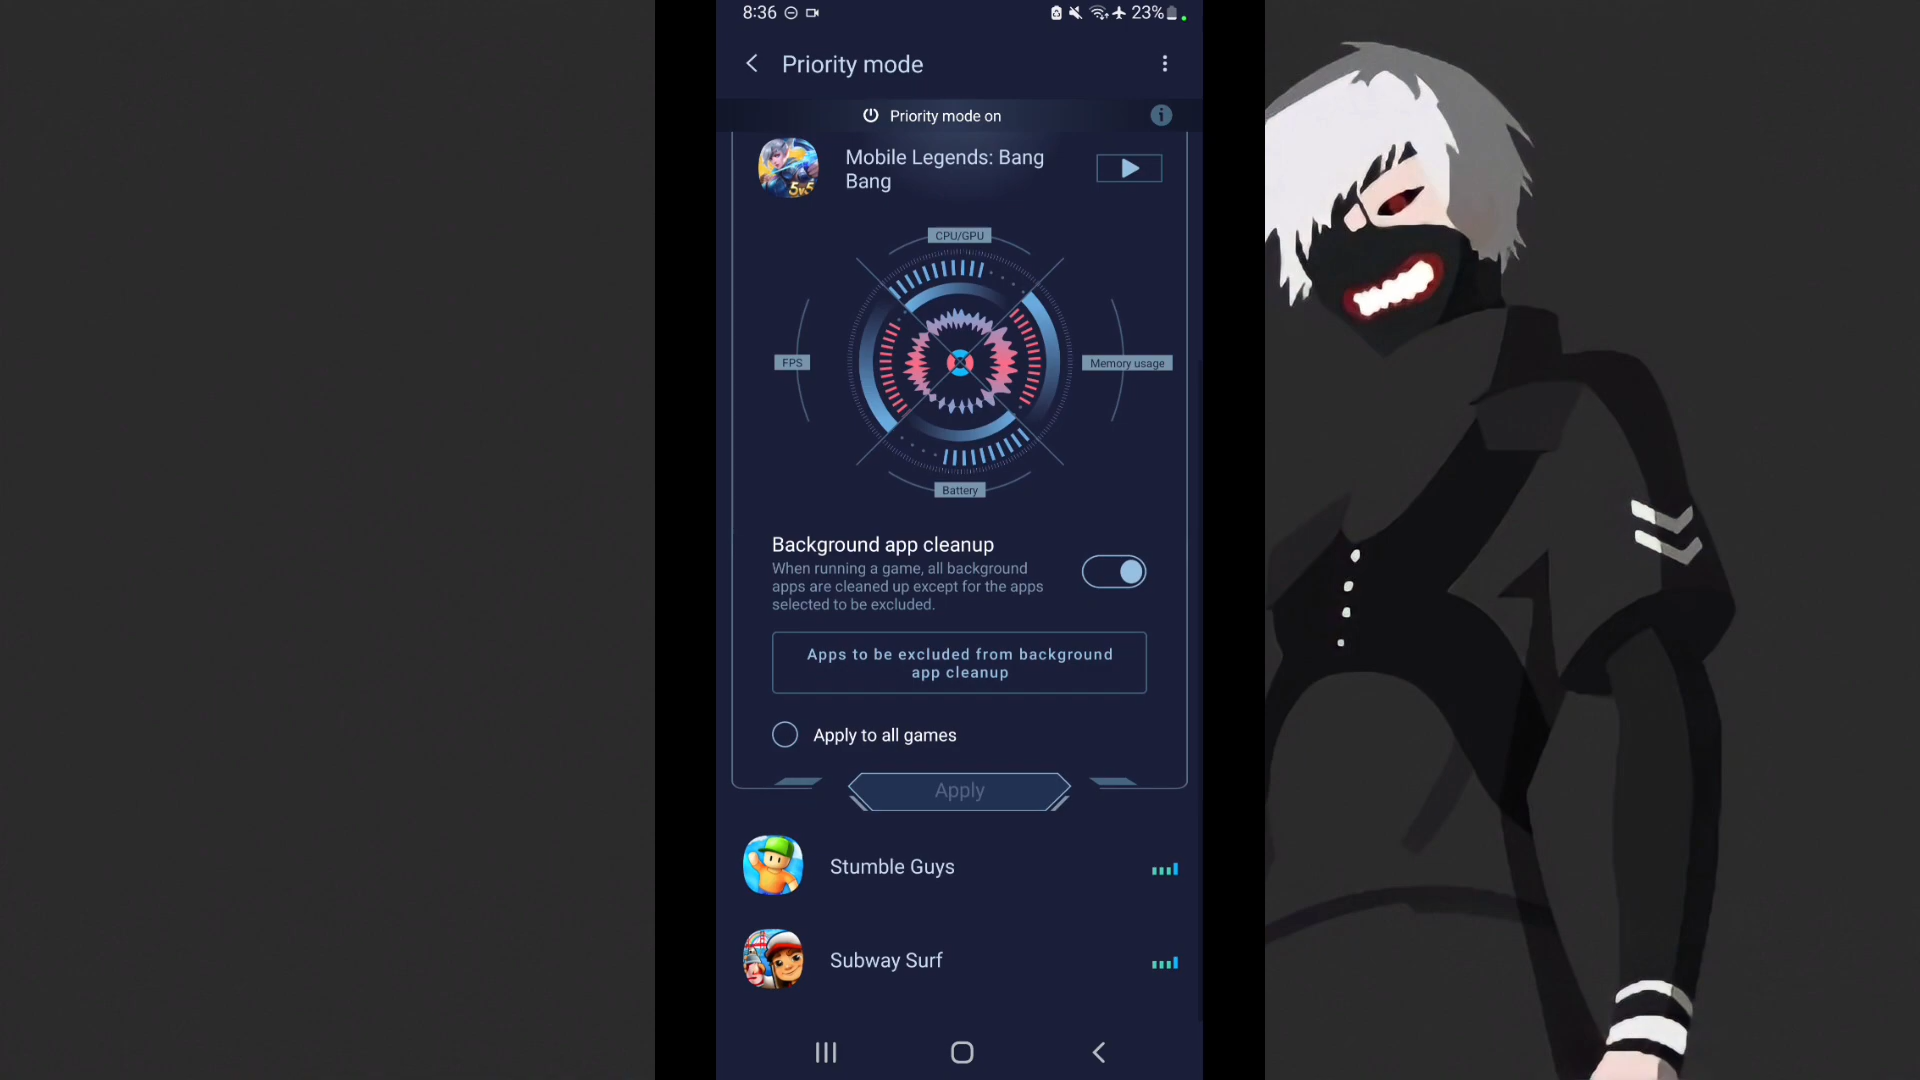 8:36
23%
Priority mode
Priority mode on
Mobile Legends: Bang
Bang
5v5
CPU/GPU
FPS
Memory usage
Battery
Background app cleanup
When running a game, all background
apps are cleaned up except for the apps
selected to be excluded.
Apps to be excluded from background
app cleanup
Apply to all games
Apply
Stumble Guys
Subway Surf